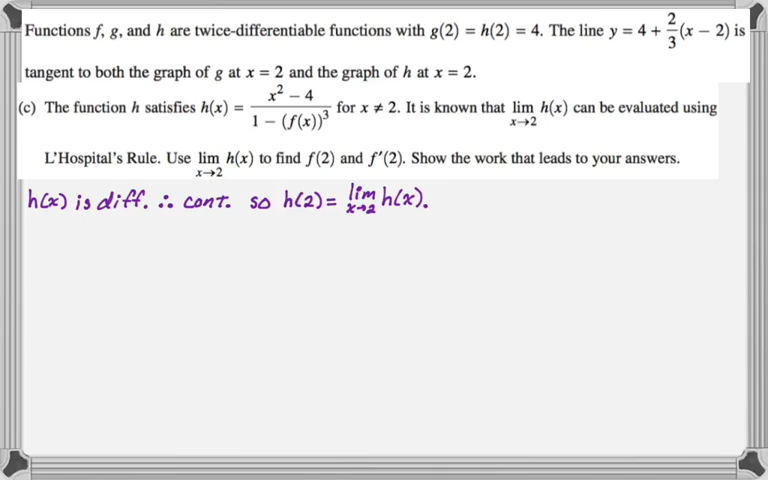 Functions f, g, and h are twice-differentiable functions with g(2) = h(2) = 4. The line y = 4 + 2/3(x − 2) is
tangent to both the graph of g at x = 2 and the graph of h at x = 2.
(c) The function h satisfies h(x) = (x² − 4)/(1 − (f(x))³) for x ≠ 2. It is known that lim x→2 h(x) can be evaluated using
L'Hospital's Rule. Use lim x→2 h(x) to find f(2) and f′(2). Show the work that leads to your answers.
h(x) is diff. ∴ cont. so h(2) = lim x→2 h(x).